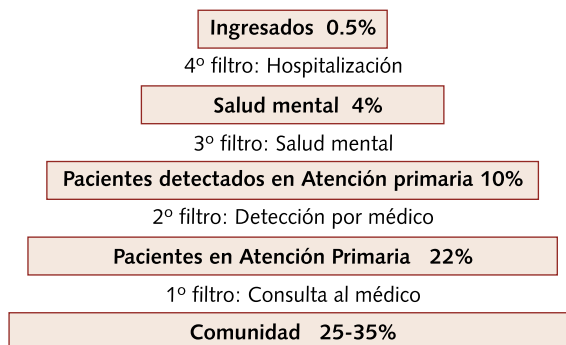 Ingresados 0.5%
4º filtro: Hospitalización
Salud mental 4%
3º filtro: Salud mental
Pacientes detectados en Atención primaria 10%
2º filtro: Detección por médico
Pacientes en Atención Primaria 22%
1º filtro: Consulta al médico
Comunidad 25-35%